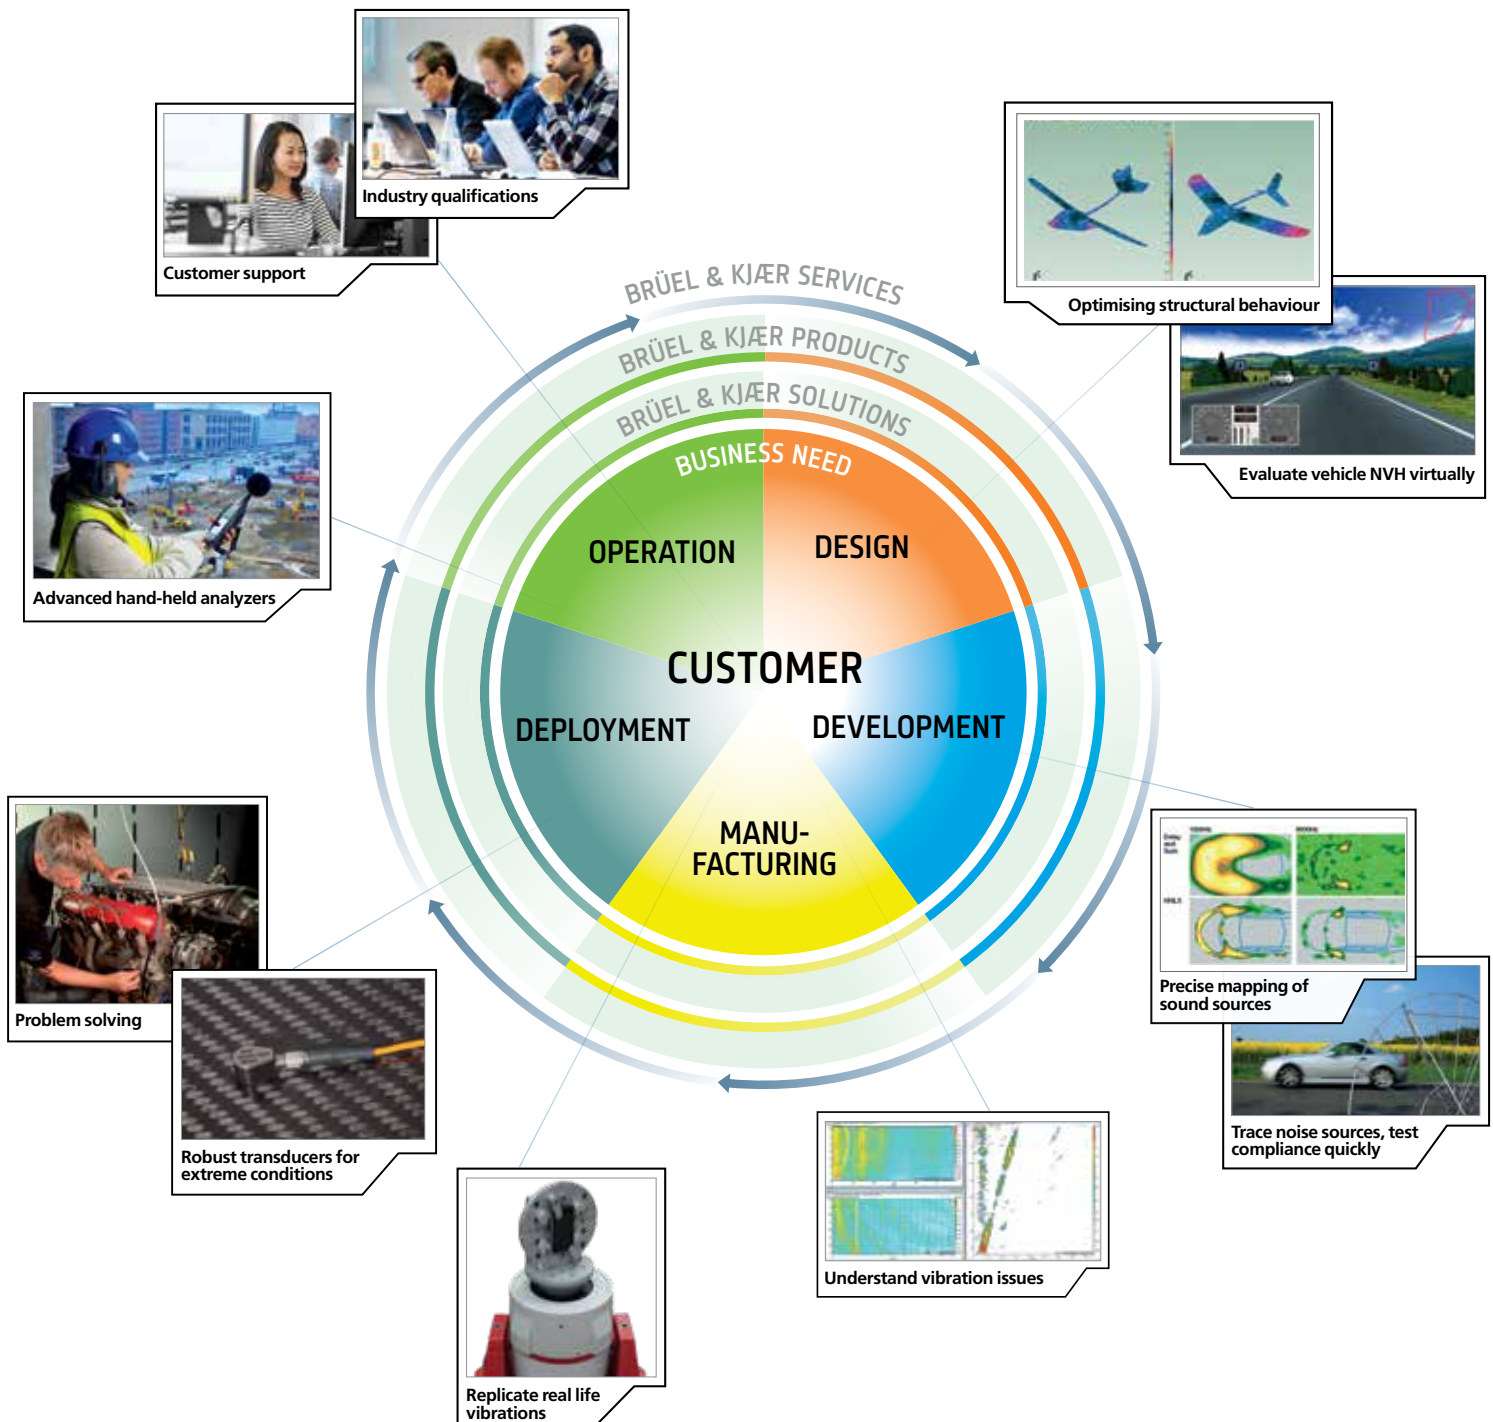 Industry qualifications
Customer support
Optimising structural behaviour
Evaluate vehicle NVH virtually
Advanced hand-held analyzers
BRÜEL & KJÆR SERVICES
BRÜEL & KJÆR PRODUCTS
BRÜEL & KJÆR SOLUTIONS
BUSINESS NEED
OPERATION
DESIGN
CUSTOMER
DEPLOYMENT
DEVELOPMENT
MANU-
FACTURING
Problem solving
Robust transducers for
extreme conditions
Replicate real life
vibrations
Understand vibration issues
Delay
and
Sum
Precise mapping of
sound sources
Trace noise sources, test
compliance quickly